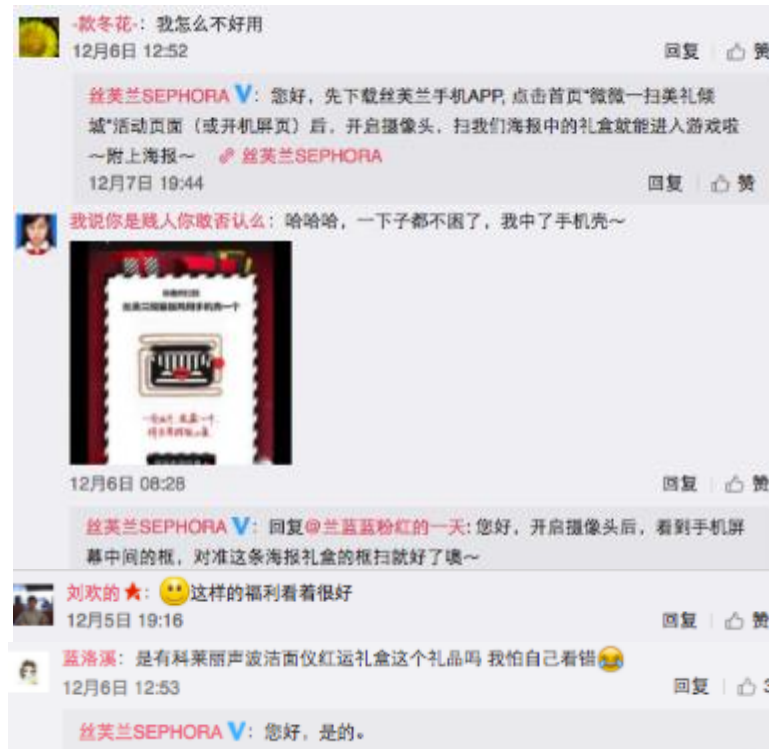 -款冬花-：我怎么不好用
12月6日 12:52 回复 赞
丝芙兰SEPHORA V：您好，先下载丝芙兰手机APP, 点击首页"微微一扫美礼倾
城"活动页面（或开机屏页）后，开启摄像头，扫我们海报中的礼盒就能进入游戏啦
～附上海报～ 丝芙兰SEPHORA
12月7日 19:44 回复 赞
我说你是贱人你敢否认么：哈哈哈，一下子都不困了，我中了手机壳～
12月6日 08:28 回复 赞
丝芙兰SEPHORA V：回复@兰蓝蓝粉红的一天:您好，开启摄像头后，看到手机屏
幕中间的框，对准这条海报礼盒的框扫就好了噢～
刘欢的★：这样的福利看着很好
12月5日 19:16 回复 赞
蓝洛溪：是有科莱丽声波洁面仪红运礼盒这个礼品吗 我怕自己看错
12月6日 12:53 回复 3
丝芙兰SEPHORA V：您好，是的。